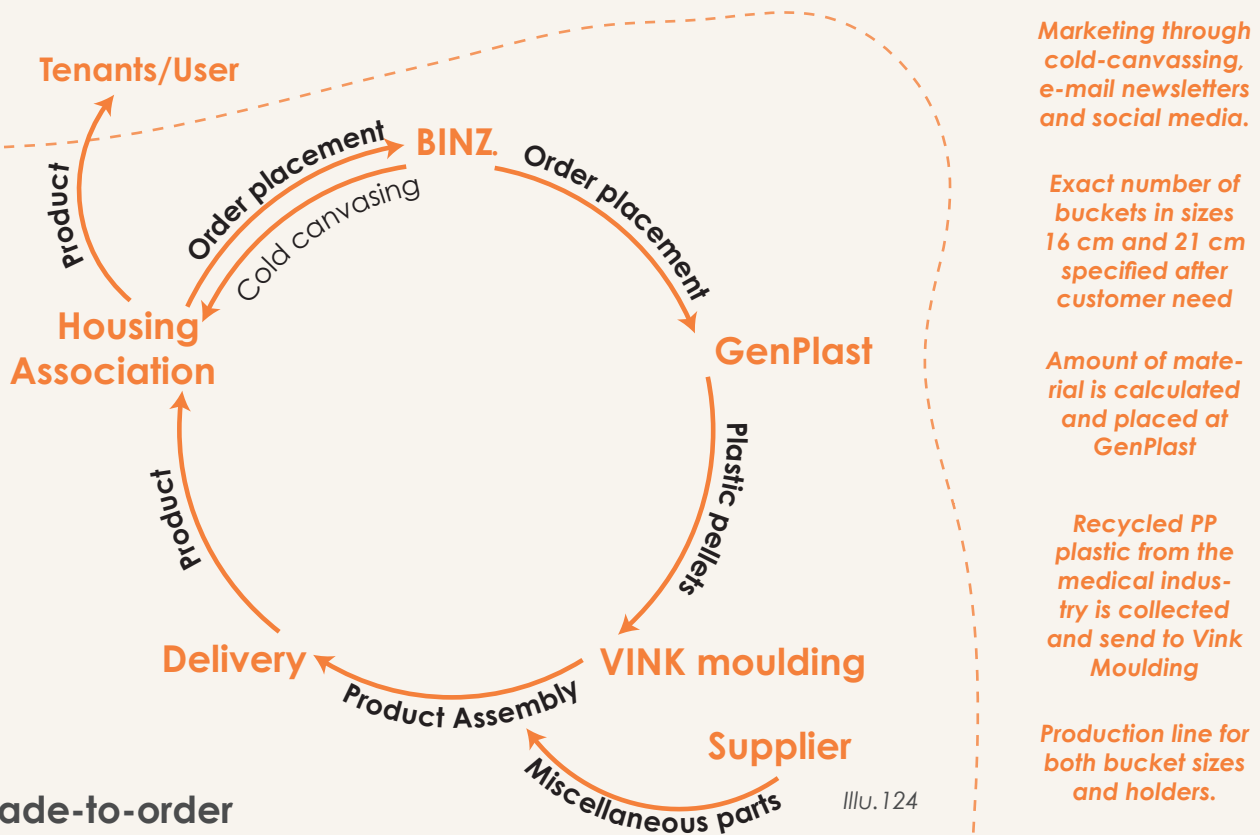 Tenants/User
Product
Order placement
Cold canvasing
BINZ.
Order placement
Housing
Association
GenPlast
Plastic pellets
Product
Delivery
VINK moulding
Product Assembly
Supplier
Miscellaneous parts
Illu.124
ade-to-order
Marketing through
cold-canvassing,
e-mail newsletters
and social media.
Exact number of
buckets in sizes
16 cm and 21 cm
specified after
customer need
Amount of mate-
rial is calculated
and placed at
GenPlast
Recycled PP
plastic from the
medical indus-
try is collected
and send to Vink
Moulding
Production line for
both bucket sizes
and holders.